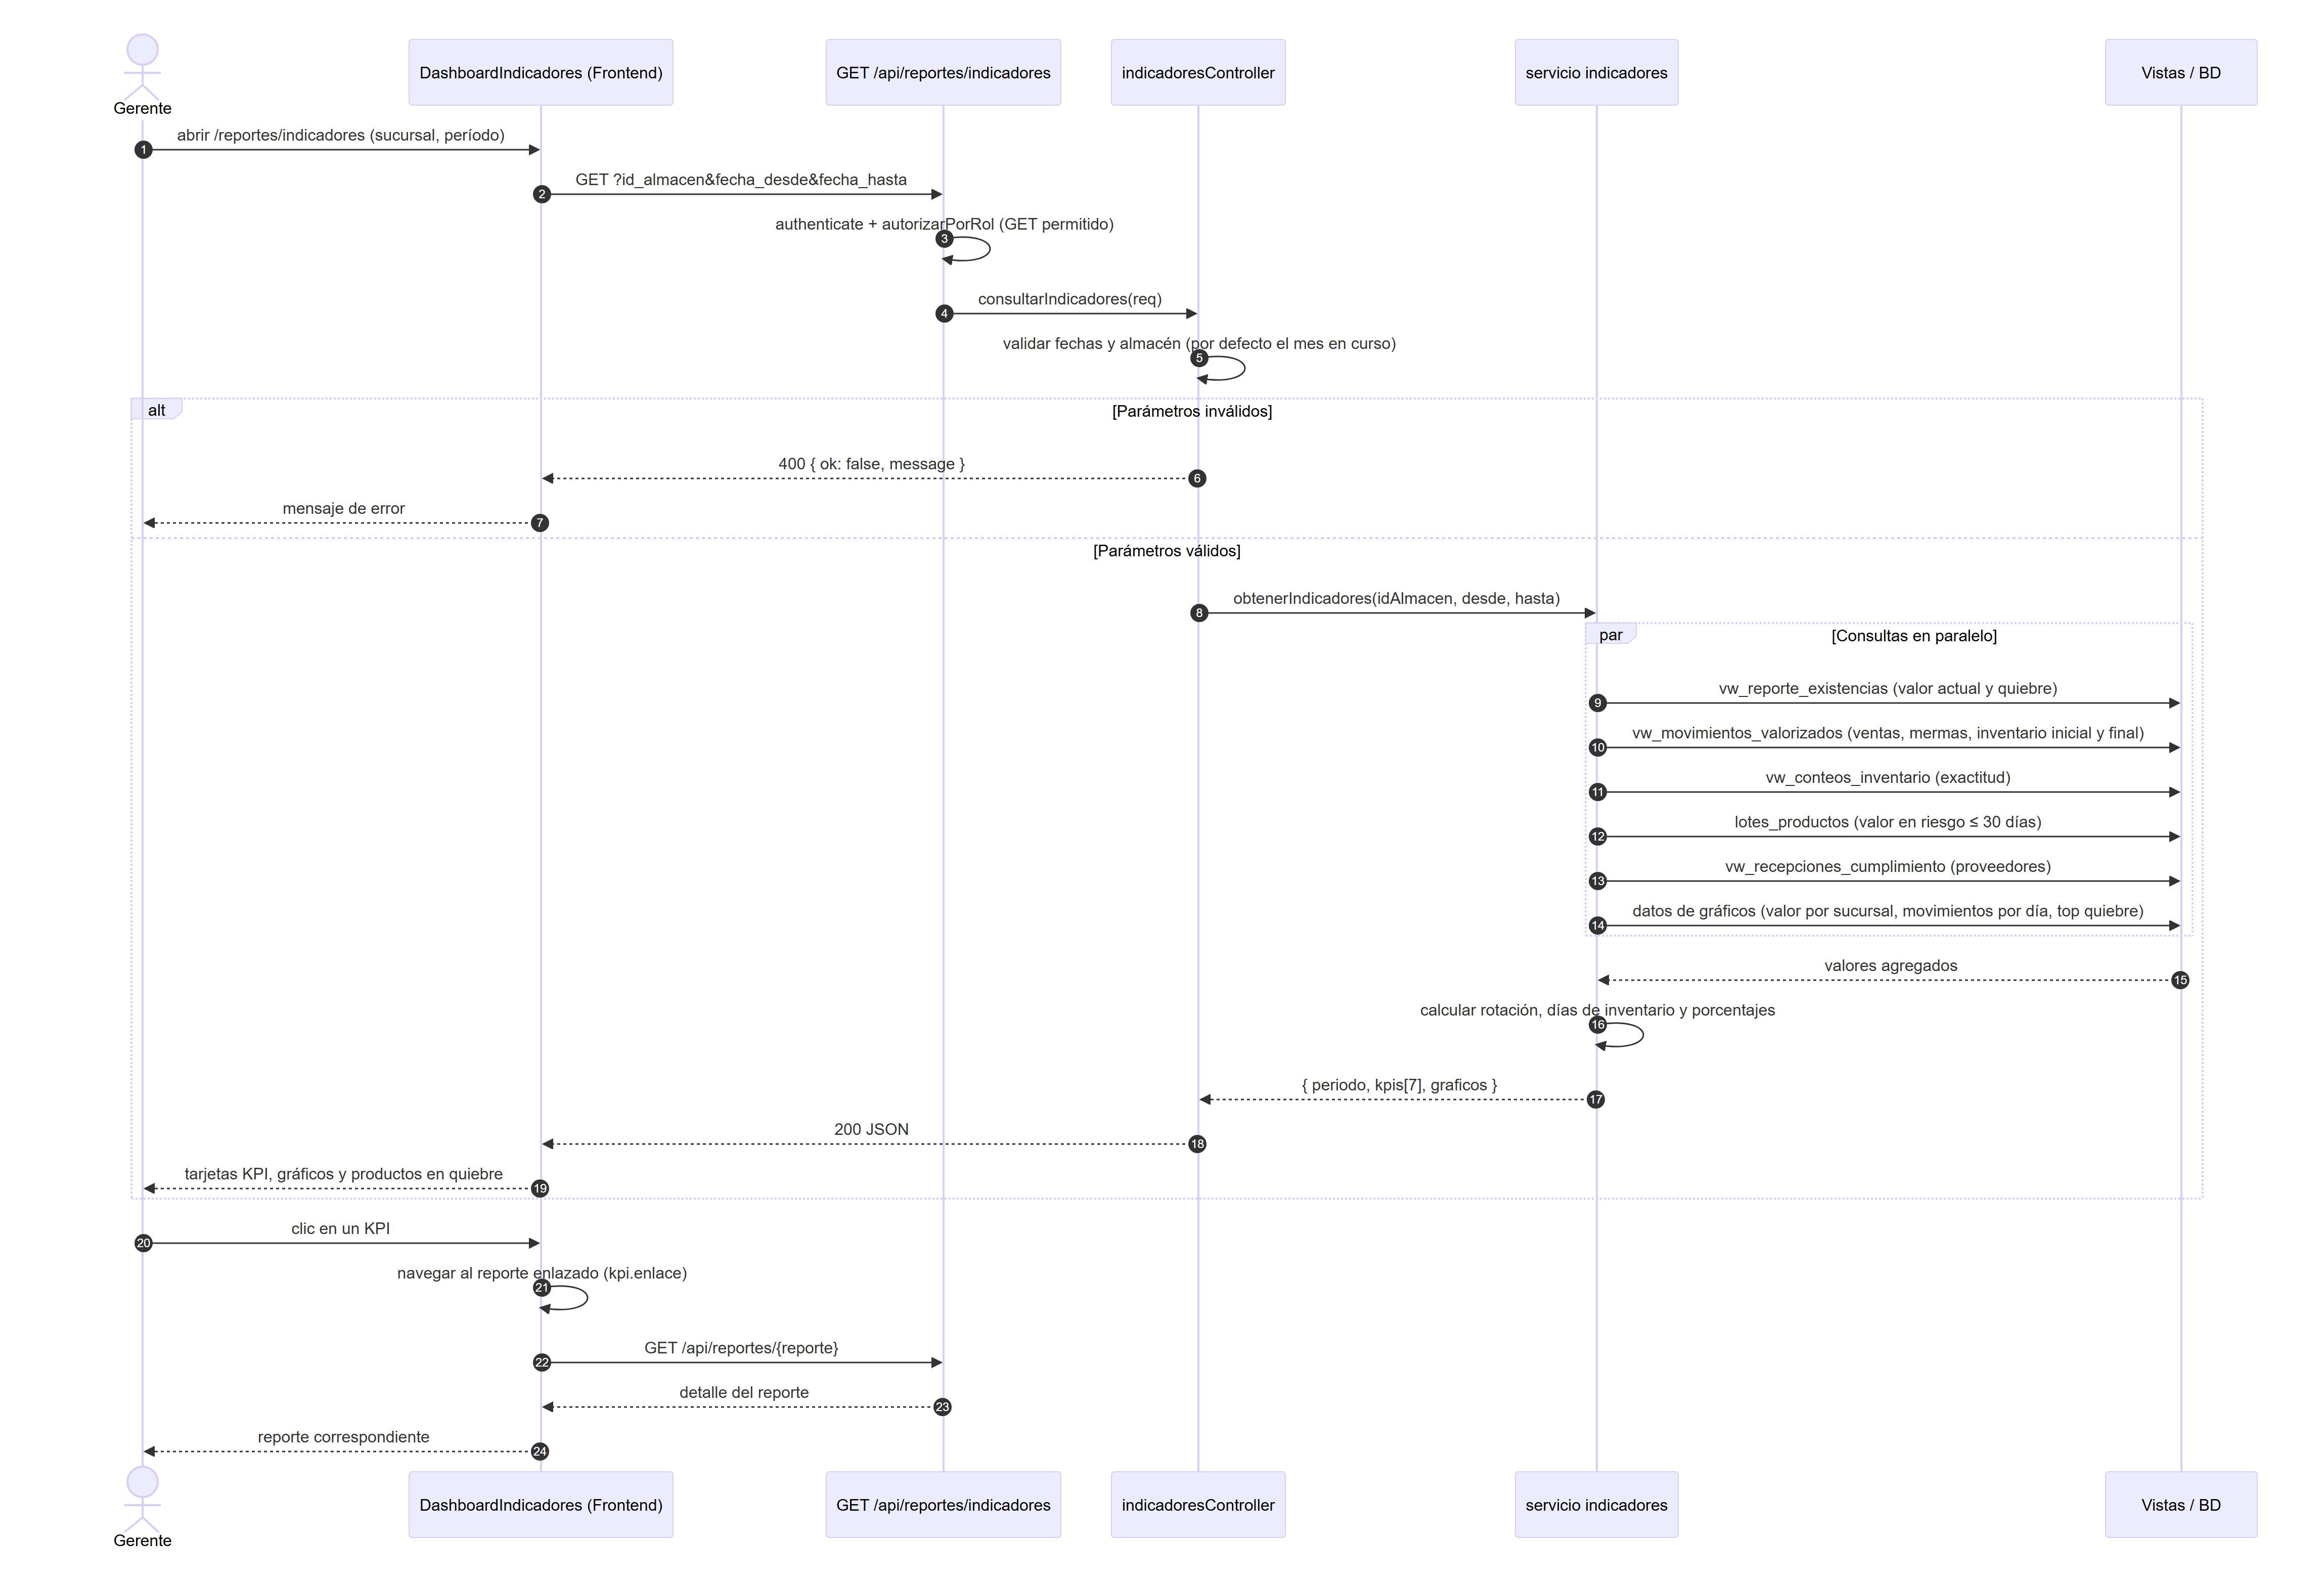 Gerente
DashboardIndicadores (Frontend)
GET /api/reportes/indicadores
indicadoresController
servicio indicadores
Vistas / BD
abrir /reportes/indicadores (sucursal, período)
1
GET ?id_almacen&fecha_desde&fecha_hasta
2
authenticate + autorizarPorRol (GET permitido)
3
consultarIndicadores(req)
4
validar fechas y almacén (por defecto el mes en curso)
5
alt
[Parámetros inválidos]
400 { ok: false, message }
6
mensaje de error
7
[Parámetros válidos]
obtenerIndicadores(idAlmacen, desde, hasta)
8
par
[Consultas en paralelo]
vw_reporte_existencias (valor actual y quiebre)
9
vw_movimientos_valorizados (ventas, mermas, inventario inicial y final)
10
vw_conteos_inventario (exactitud)
11
lotes_productos (valor en riesgo ≤ 30 días)
12
vw_recepciones_cumplimiento (proveedores)
13
datos de gráficos (valor por sucursal, movimientos por día, top quiebre)
14
valores agregados
15
calcular rotación, días de inventario y porcentajes
16
{ periodo, kpis[7], graficos }
17
200 JSON
18
tarjetas KPI, gráficos y productos en quiebre
19
clic en un KPI
20
navegar al reporte enlazado (kpi.enlace)
21
GET /api/reportes/{reporte}
22
detalle del reporte
23
reporte correspondiente
24
Gerente
DashboardIndicadores (Frontend)
GET /api/reportes/indicadores
indicadoresController
servicio indicadores
Vistas / BD